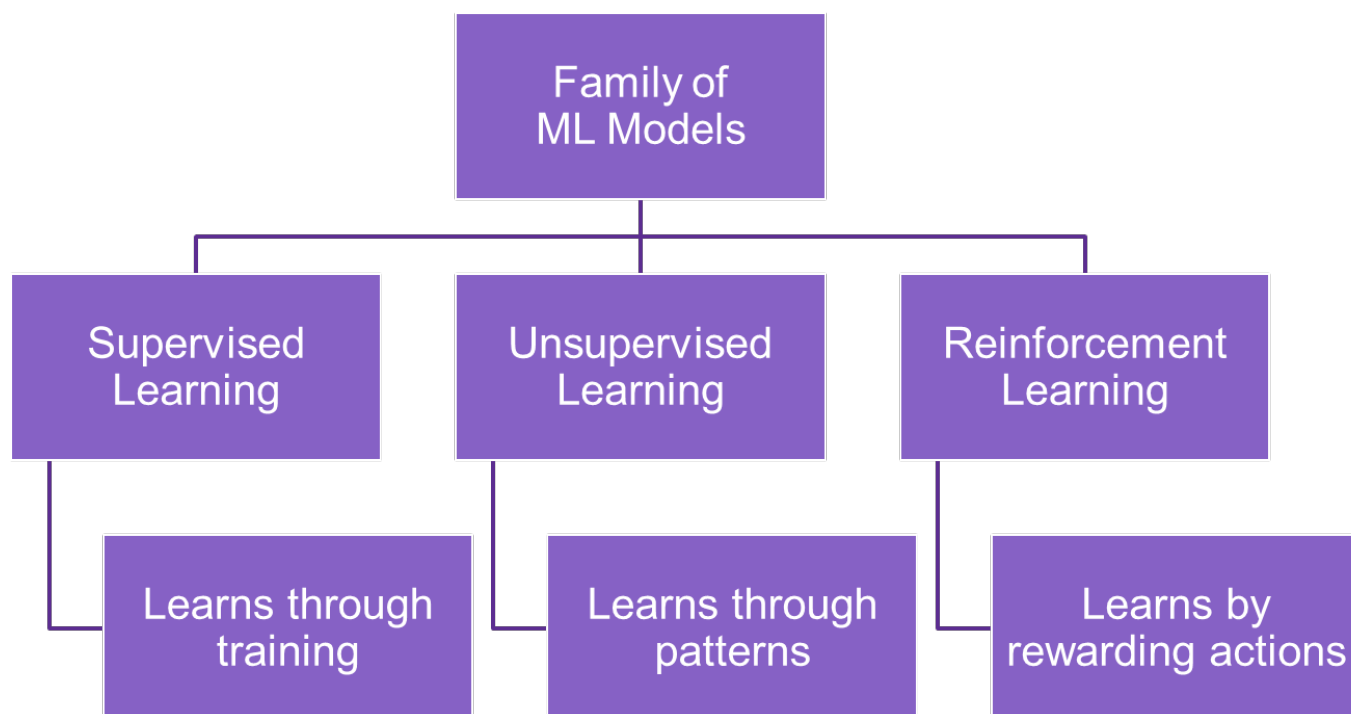 Family of
ML Models
Supervised
Learning
Unsupervised
Learning
Reinforcement
Learning
Learns through
training
Learns through
patterns
Learns by
rewarding actions